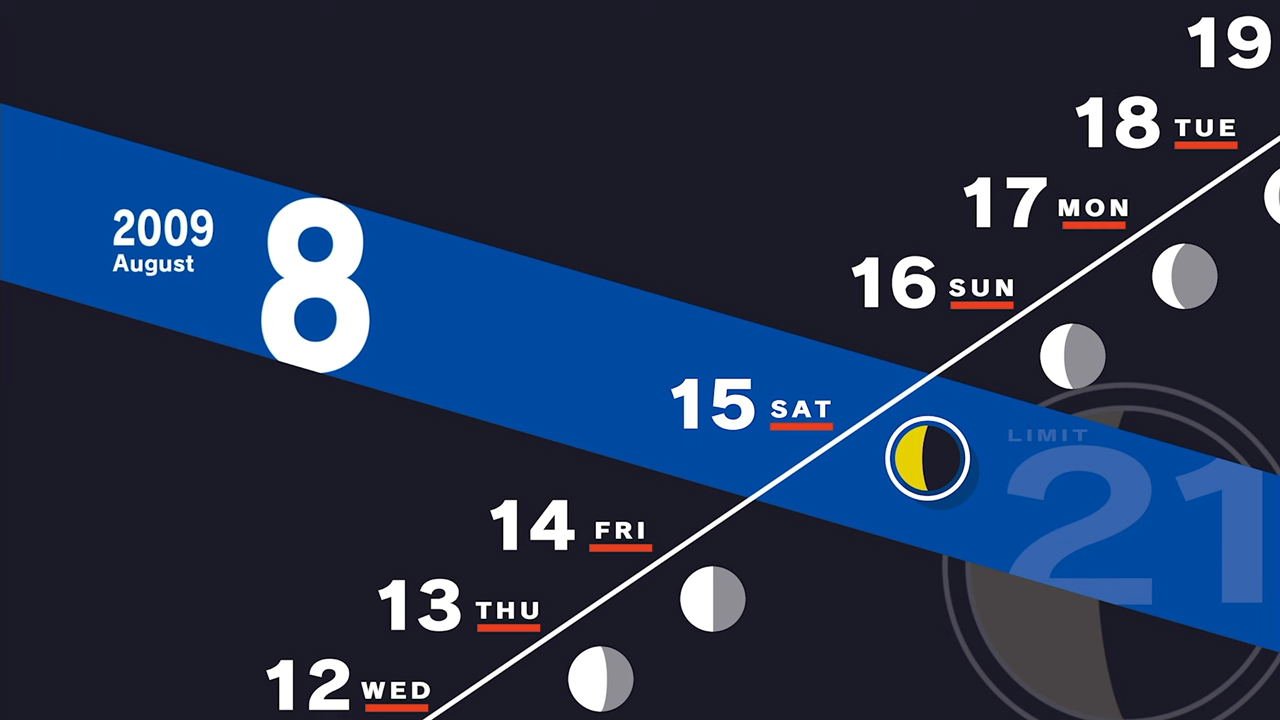 19
18 TUE
17 MON
2009
August
8
16 SUN
15 SAT
LIMIT
21
14 FRI
13 THU
12 WED